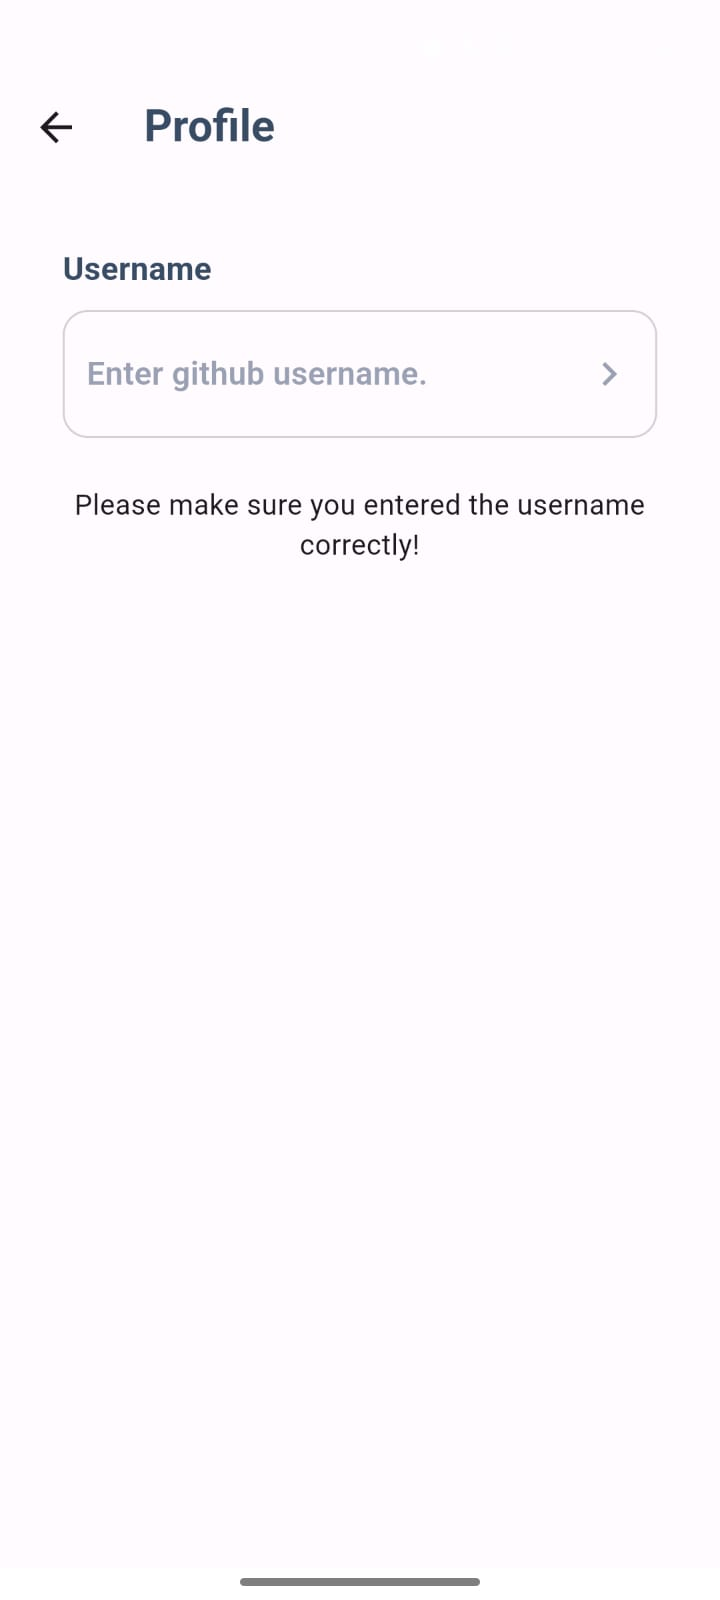 Profile
Username
Enter github username.
Please make sure you entered the username
correctly!